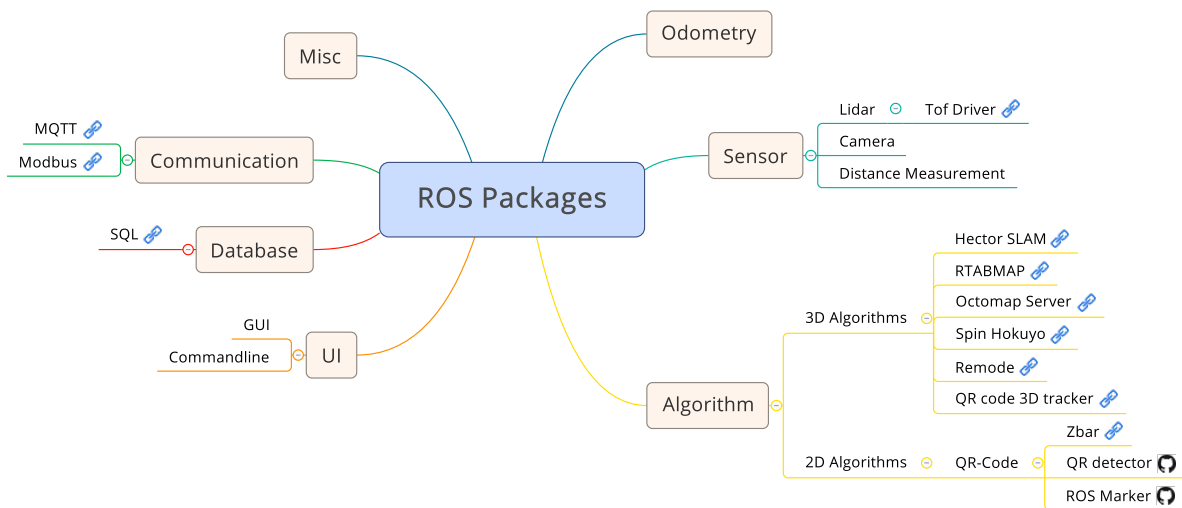 Misc
Odometry
MQTT
Modbus
Communication
ROS Packages
Sensor
Lidar
Tof Driver
Camera
Distance Measurement
SQL
Database
GUI
Commandline
UI
Algorithm
3D Algorithms
Hector SLAM
RTABMAP
Octomap Server
Spin Hokuyo
Remode
QR code 3D tracker
2D Algorithms
QR-Code
Zbar
QR detector
ROS Marker